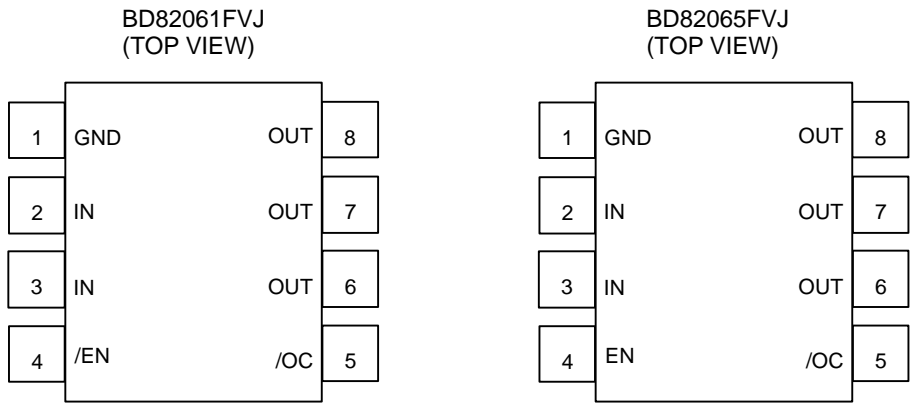 BD82061FVJ
(TOP VIEW)
1 GND OUT 8
2 IN OUT 7
3 IN OUT 6
4 /EN /OC 5
BD82065FVJ
(TOP VIEW)
1 GND OUT 8
2 IN OUT 7
3 IN OUT 6
4 EN /OC 5